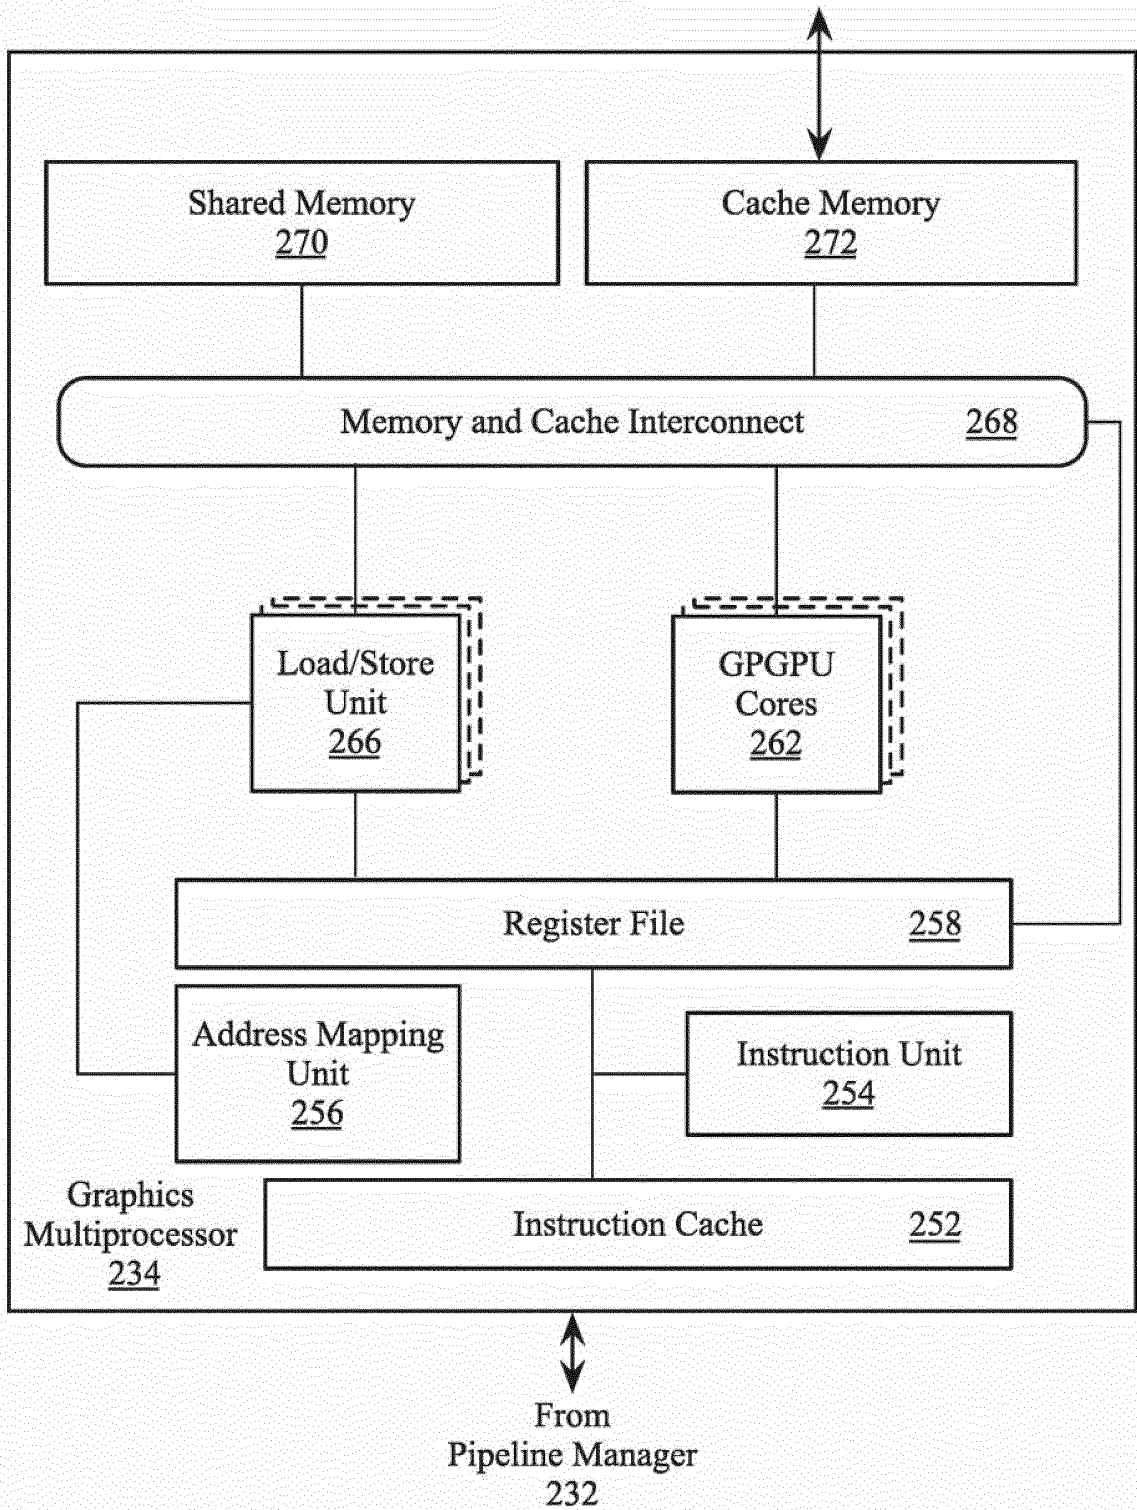 Shared Memory
270
Cache Memory
272
Memory and Cache Interconnect 268
Load/Store
Unit
266
GPGPU
Cores
262
Register File 258
Address Mapping
Unit
256
Instruction Unit
254
Graphics
Multiprocessor
234
Instruction Cache 252
From
Pipeline Manager
232